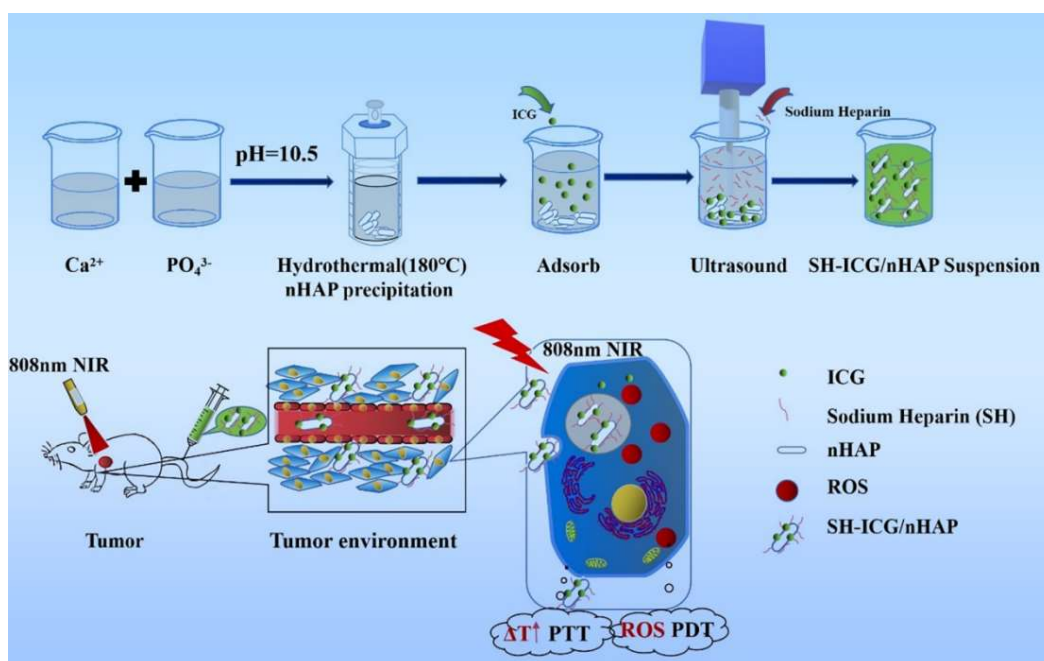 ICG
Sodium Heparin
pH=10.5
Ca²⁺
PO₄³⁻
Hydrothermal(180℃)
nHAP precipitation
Adsorb
Ultrasound
SH-ICG/nHAP Suspension
808nm NIR
808nm NIR
ICG
Sodium Heparin (SH)
nHAP
ROS
SH-ICG/nHAP
Tumor
Tumor environment
ΔT↑ PTT
ROS PDT